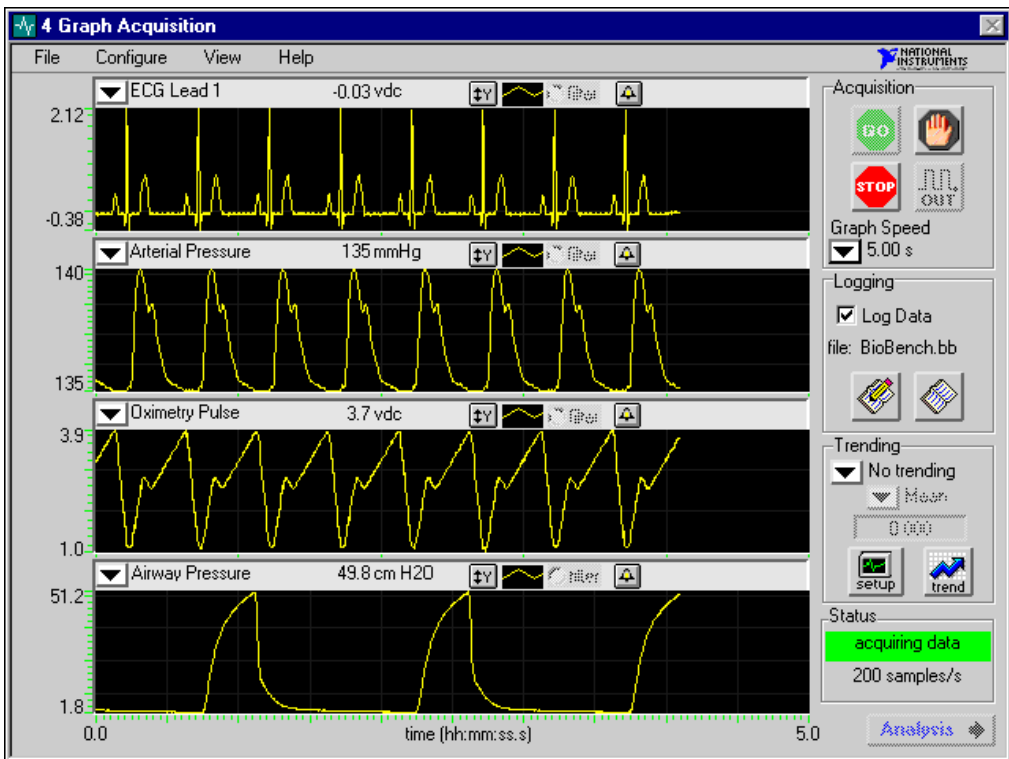 4 Graph Acquisition
File Configure View Help
NATIONAL INSTRUMENTS
ECG Lead 1 -0.03 vdc Y filter
2.12
-0.38
Arterial Pressure 135 mmHg Y filter
140
135
Oximetry Pulse 3.7 vdc Y filter
3.9
1.0
Airway Pressure 49.8 cm H2O Y filter
51.2
1.8
0.0 time (hh:mm:ss.s) 5.0
Acquisition
GO
STOP OUT
Graph Speed
5.00 s
Logging
Log Data
file: BioBench.bb
Trending
No trending
Mean
0.000
setup trend
Status
acquiring data
200 samples/s
Analysis